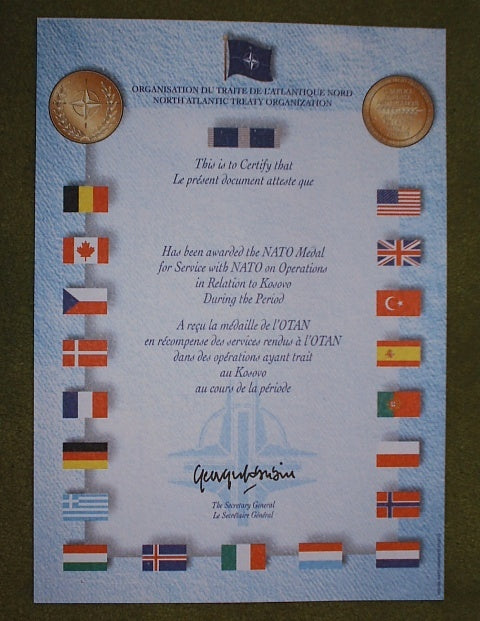 ORGANISATION DU TRAITE DE L'ATLANTIQUE NORD
NORTH ATLANTIC TREATY ORGANIZATION
This is to Certify that
Le présent document atteste que
Has been awarded the NATO Medal
for Service with NATO on Operations
in Relation to Kosovo
During the Period
A reçu la médaille de l'OTAN
en récompense des services rendus à l'OTAN
dans des opérations ayant trait
au Kosovo
au cours de la période
The Secretary General
Le Secrétaire Général